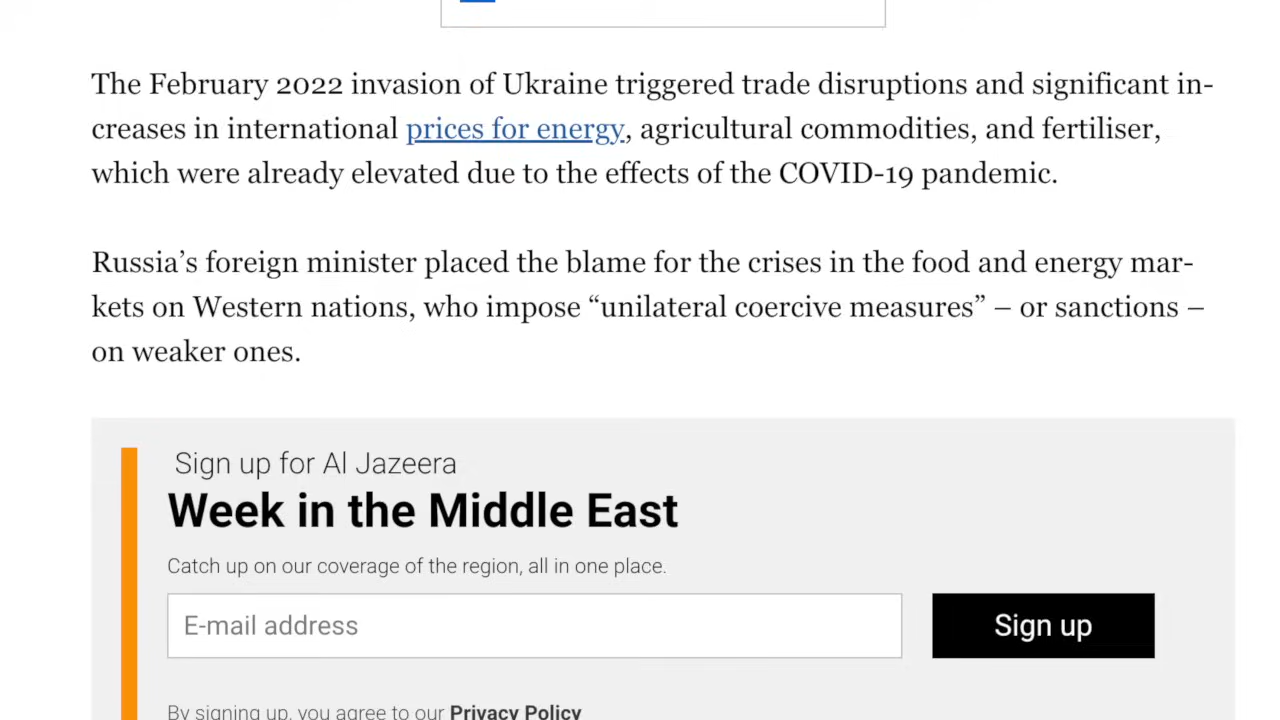 The February 2022 invasion of Ukraine triggered trade disruptions and significant in-
creases in international prices for energy, agricultural commodities, and fertiliser,
which were already elevated due to the effects of the COVID-19 pandemic.
Russia’s foreign minister placed the blame for the crises in the food and energy mar-
kets on Western nations, who impose “unilateral coercive measures” – or sanctions –
on weaker ones.
Sign up for Al Jazeera
Week in the Middle East
Catch up on our coverage of the region, all in one place.
E-mail address
Sign up
By signing up, you agree to our Privacy Policy